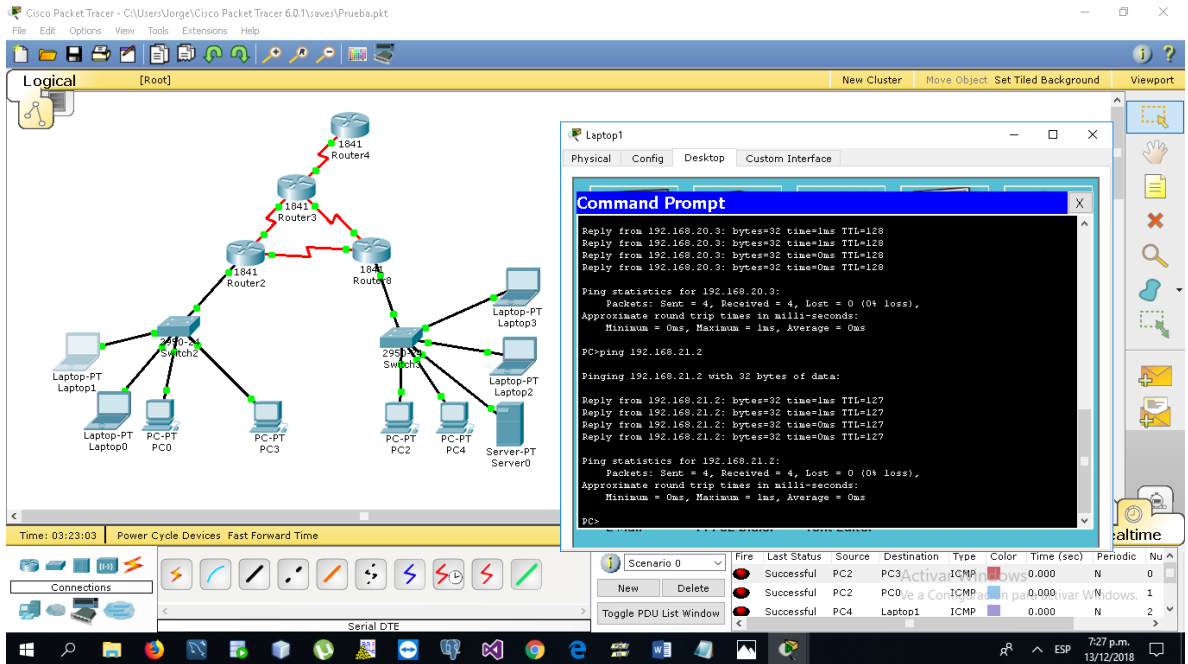 Cisco Packet Tracer - C:\Users\Jorge\Cisco Packet Tracer 6.0.1\saves\Prueba.pkt
File Edit Options View Tools Extensions Help
Logical [Root] New Cluster Move Object Set Tiled Background Viewport
1841
Router4
1841
Router3
1841
Router2
1841
Router8
2950-24
Switch2
2950-24
Switch3
Laptop-PT
Laptop1
Laptop-PT
Laptop0
PC-PT
PC0
PC-PT
PC3
Laptop-PT
Laptop3
Laptop-PT
Laptop2
PC-PT
PC2
PC-PT
PC4
Server-PT
Server0
Laptop1
Physical Config Desktop Custom Interface
Command Prompt X
Reply from 192.168.20.3: bytes=32 time=1ms TTL=128
Reply from 192.168.20.3: bytes=32 time=1ms TTL=128
Reply from 192.168.20.3: bytes=32 time=0ms TTL=128
Reply from 192.168.20.3: bytes=32 time=0ms TTL=128
Ping statistics for 192.168.20.3:
Packets: Sent = 4, Received = 4, Lost = 0 (0% loss),
Approximate round trip times in milli-seconds:
Minimum = 0ms, Maximum = 1ms, Average = 0ms
PC>ping 192.168.21.2
Pinging 192.168.21.2 with 32 bytes of data:
Reply from 192.168.21.2: bytes=32 time=1ms TTL=127
Reply from 192.168.21.2: bytes=32 time=1ms TTL=127
Reply from 192.168.21.2: bytes=32 time=0ms TTL=127
Reply from 192.168.21.2: bytes=32 time=0ms TTL=127
Ping statistics for 192.168.21.2:
Packets: Sent = 4, Received = 4, Lost = 0 (0% loss),
Approximate round trip times in milli-seconds:
Minimum = 0ms, Maximum = 1ms, Average = 0ms
PC>
Time: 03:23:03 Power Cycle Devices Fast Forward Time
Connections
Serial DTE
Scenario 0
New Delete
Toggle PDU List Window
Fire Last Status Source Destination Type Color Time (sec) Periodic Nu
Successful PC2 PC3 ICMP 0.000 N 0
Successful PC2 PC0 ICMP 0.000 N 1
Successful PC4 Laptop1 ICMP 0.000 N 2
Activar Windows
Ve a Configuración para activar Windows.
ESP
7:27 p.m.
13/12/2018